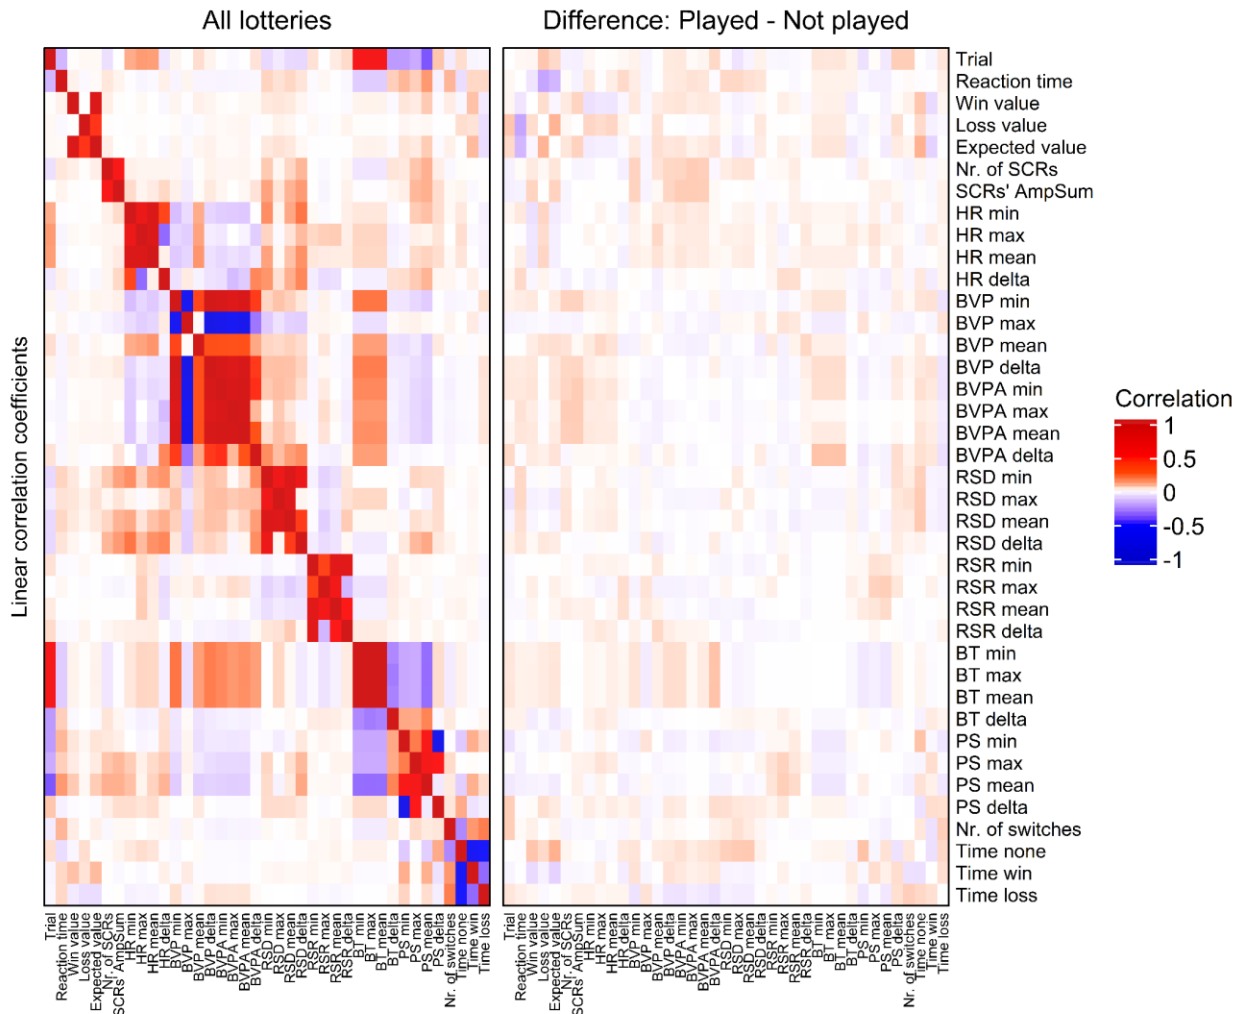 All lotteries
Difference: Played - Not played
Linear correlation coefficients
Trial
Reaction time
Win value
Loss value
Expected value
Nr. of SCRs
SCRs' AmpSum
HR min
HR max
HR mean
HR delta
BVP min
BVP max
BVP mean
BVP delta
BVPA min
BVPA max
BVPA mean
BVPA delta
RSD min
RSD max
RSD mean
RSD delta
RSR min
RSR max
RSR mean
RSR delta
BT min
BT max
BT mean
BT delta
PS min
PS max
PS mean
PS delta
Nr. of switches
Time none
Time win
Time loss
Correlation
1
0.5
0
-0.5
-1
Trial
Reaction time
Win value
Loss value
Expected value
Nr. of SCRs
SCRs' AmpSum
HR min
HR max
HR mean
HR delta
BVP min
BVP max
BVP mean
BVP delta
BVPA min
BVPA max
BVPA mean
BVPA delta
RSD min
RSD max
RSD mean
RSD delta
RSR min
RSR max
RSR mean
RSR delta
BT min
BT max
BT mean
BT delta
PS min
PS max
PS mean
PS delta
Nr. of switches
Time none
Time win
Time loss
Trial
Reaction time
Win value
Loss value
Expected value
Nr. of SCRs
SCRs' AmpSum
HR min
HR max
HR mean
HR delta
BVP min
BVP max
BVP mean
BVP delta
BVPA min
BVPA max
BVPA mean
BVPA delta
RSD min
RSD max
RSD mean
RSD delta
RSR min
RSR max
RSR mean
RSR delta
BT min
BT max
BT mean
BT delta
PS min
PS max
PS mean
PS delta
Nr. of switches
Time none
Time win
Time loss